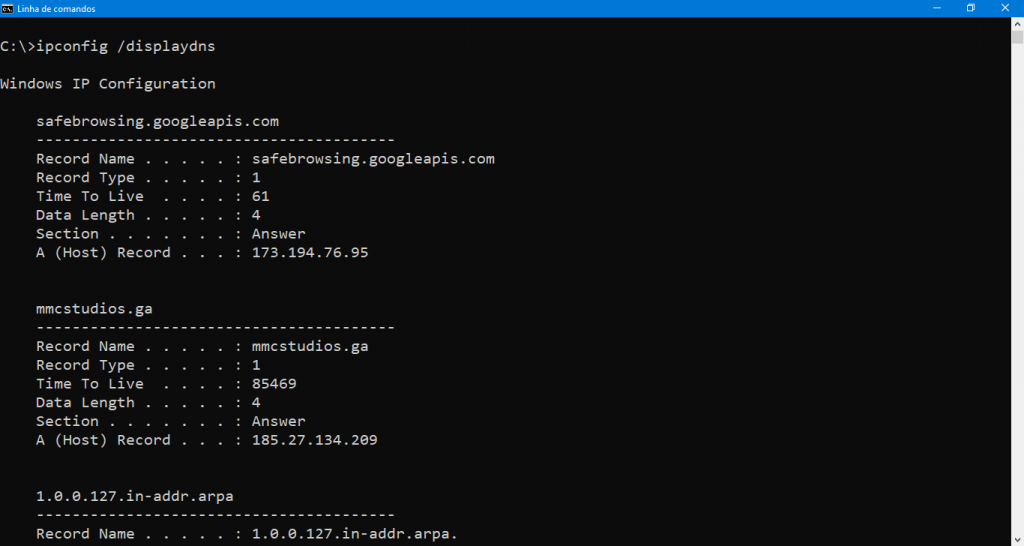 Linha de comandos
C:\>ipconfig /displaydns
Windows IP Configuration
safebrowsing.googleapis.com
----------------------------------------
Record Name . . . . . : safebrowsing.googleapis.com
Record Type . . . . . : 1
Time To Live  . . . . : 61
Data Length . . . . . : 4
Section . . . . . . . : Answer
A (Host) Record . . . : 173.194.76.95
mmcstudios.ga
----------------------------------------
Record Name . . . . . : mmcstudios.ga
Record Type . . . . . : 1
Time To Live  . . . . : 85469
Data Length . . . . . : 4
Section . . . . . . . : Answer
A (Host) Record . . . : 185.27.134.209
1.0.0.127.in-addr.arpa
----------------------------------------
Record Name . . . . . : 1.0.0.127.in-addr.arpa.